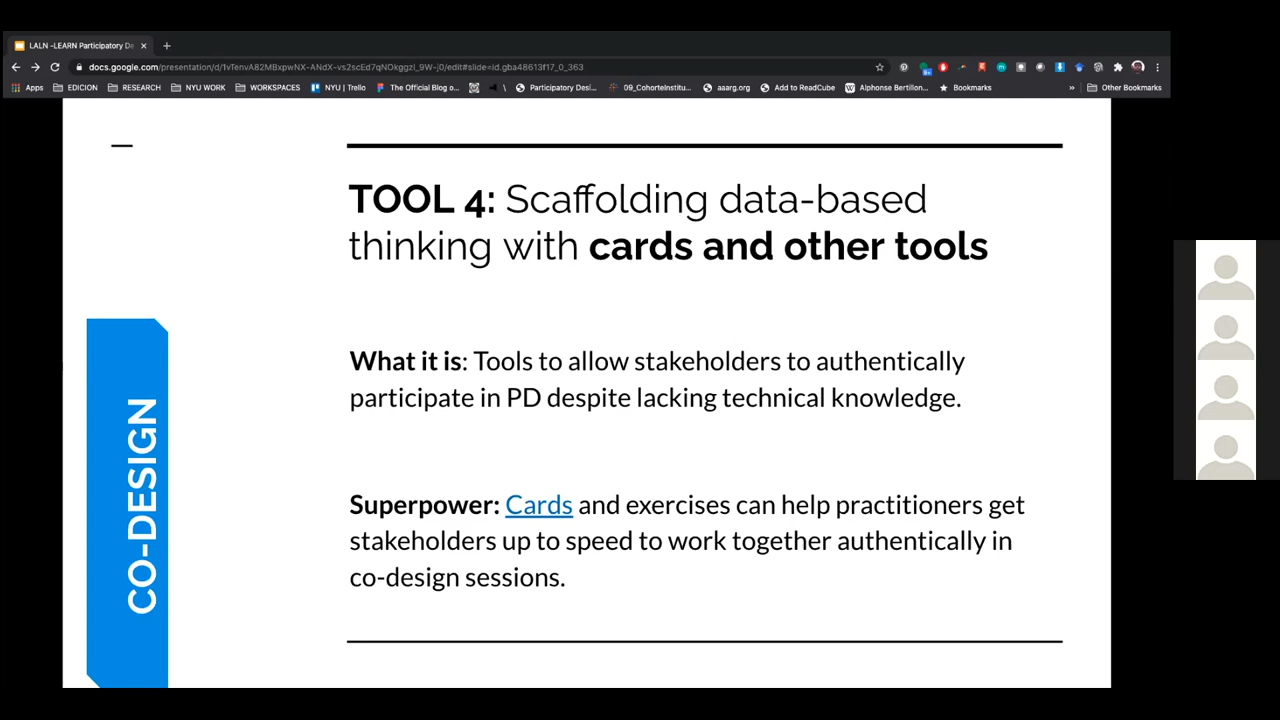 LALN -LEARN Participatory De
docs.google.com/presentation/d/1vTenvA82MBxpwNX-ANdX-vs2scEd7qNOkggzl_9W-j0/edit#slide=id.gba48613f17_0_363
Apps EDICION RESEARCH NYU WORK WORKSPACES NYU | Trello The Official Blog o... \ Participatory Desi... 09_CohorteInstitu... aaarg.org Add to ReadCube Alphonse Bertillon... Bookmarks » Other Bookmarks
TOOL 4: Scaffolding data-based
thinking with cards and other tools
What it is: Tools to allow stakeholders to authentically
participate in PD despite lacking technical knowledge.
CO-DESIGN
Superpower: Cards and exercises can help practitioners get
stakeholders up to speed to work together authentically in
co-design sessions.